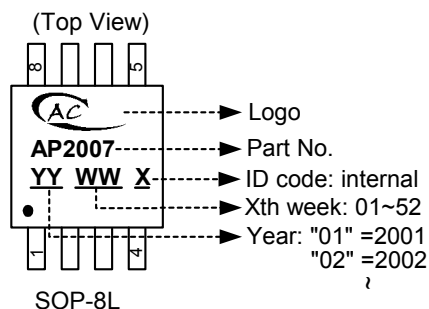 (Top View)
8 5
AC
Logo
AP2007
Part No.
YY WW X
ID code: internal
Xth week: 01~52
Year: "01" =2001
"02" =2002
~
1 4
SOP-8L